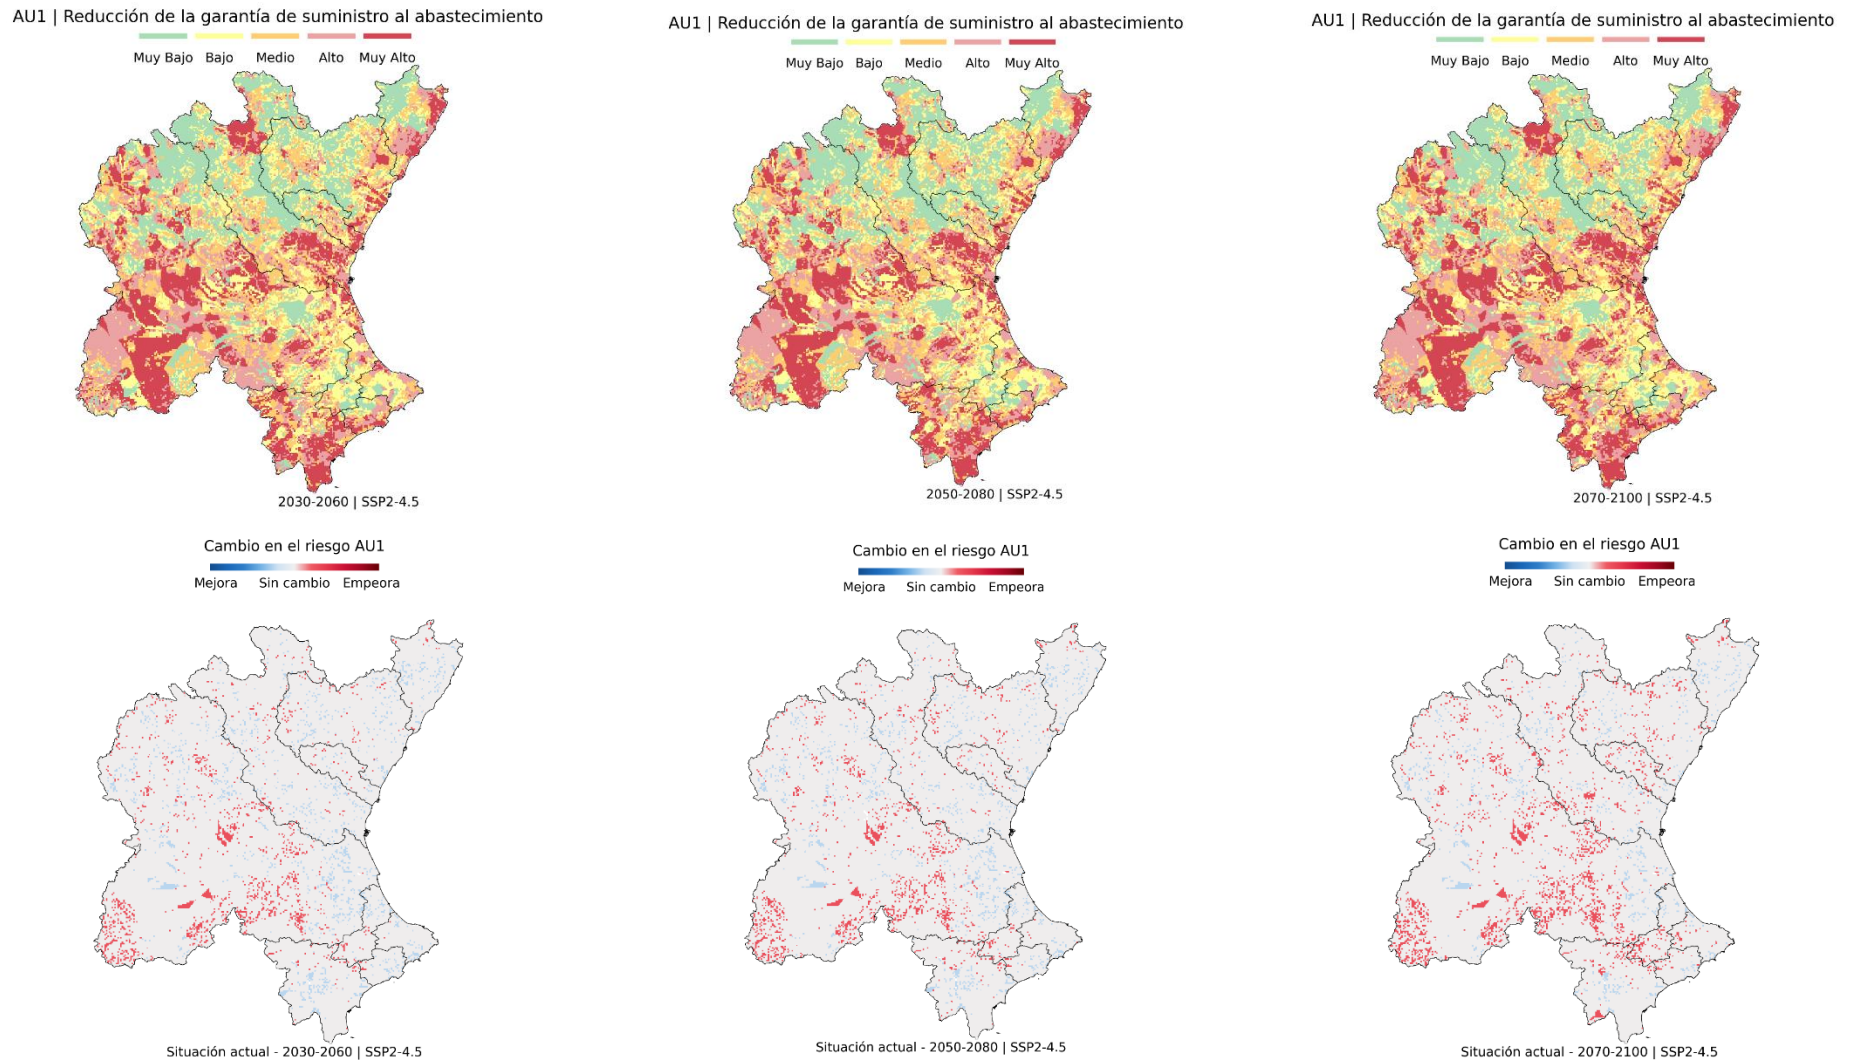 AU1 | Reducción de la garantía de suministro al abastecimiento
Muy Bajo Bajo Medio Alto Muy Alto
2030-2060 | SSP2-4.5
AU1 | Reducción de la garantía de suministro al abastecimiento
Muy Bajo Bajo Medio Alto Muy Alto
2050-2080 | SSP2-4.5
AU1 | Reducción de la garantía de suministro al abastecimiento
Muy Bajo Bajo Medio Alto Muy Alto
2070-2100 | SSP2-4.5
Cambio en el riesgo AU1
Mejora Sin cambio Empeora
Situación actual - 2030-2060 | SSP2-4.5
Cambio en el riesgo AU1
Mejora Sin cambio Empeora
Situación actual - 2050-2080 | SSP2-4.5
Cambio en el riesgo AU1
Mejora Sin cambio Empeora
Situación actual - 2070-2100 | SSP2-4.5